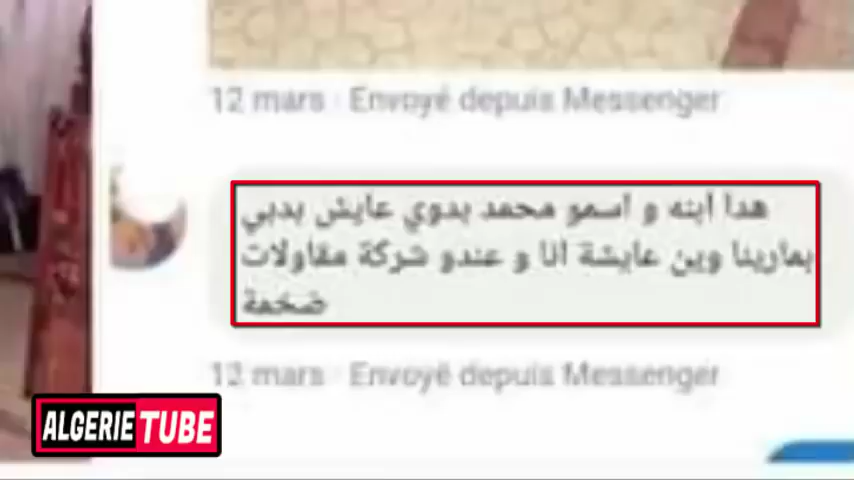 12 mars · Envoyé depuis Messenger
هدا ابنه و اسمو محمد بدوي عايش بدبي
بمارينا وين عايشة انا و عندو شركة مقاولات
ضخمة
12 mars · Envoyé depuis Messenger
ALGERIE TUBE